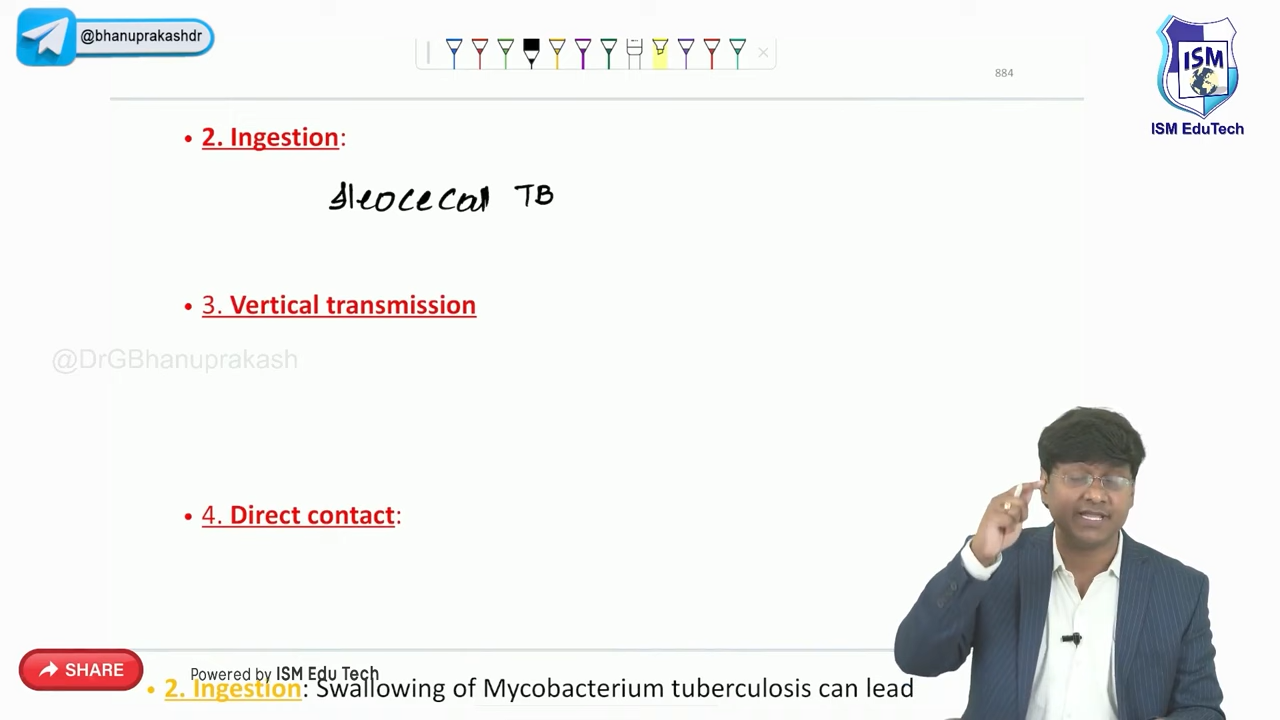 @bhanuprakashdr
884
ISM
ISM EduTech
• 2. Ingestion:
Ileocecal TB
• 3. Vertical transmission
@DrGBhanuprakash
• 4. Direct contact:
SHARE
Powered by ISM Edu Tech
• 2. Ingestion: Swallowing of Mycobacterium tuberculosis can lead